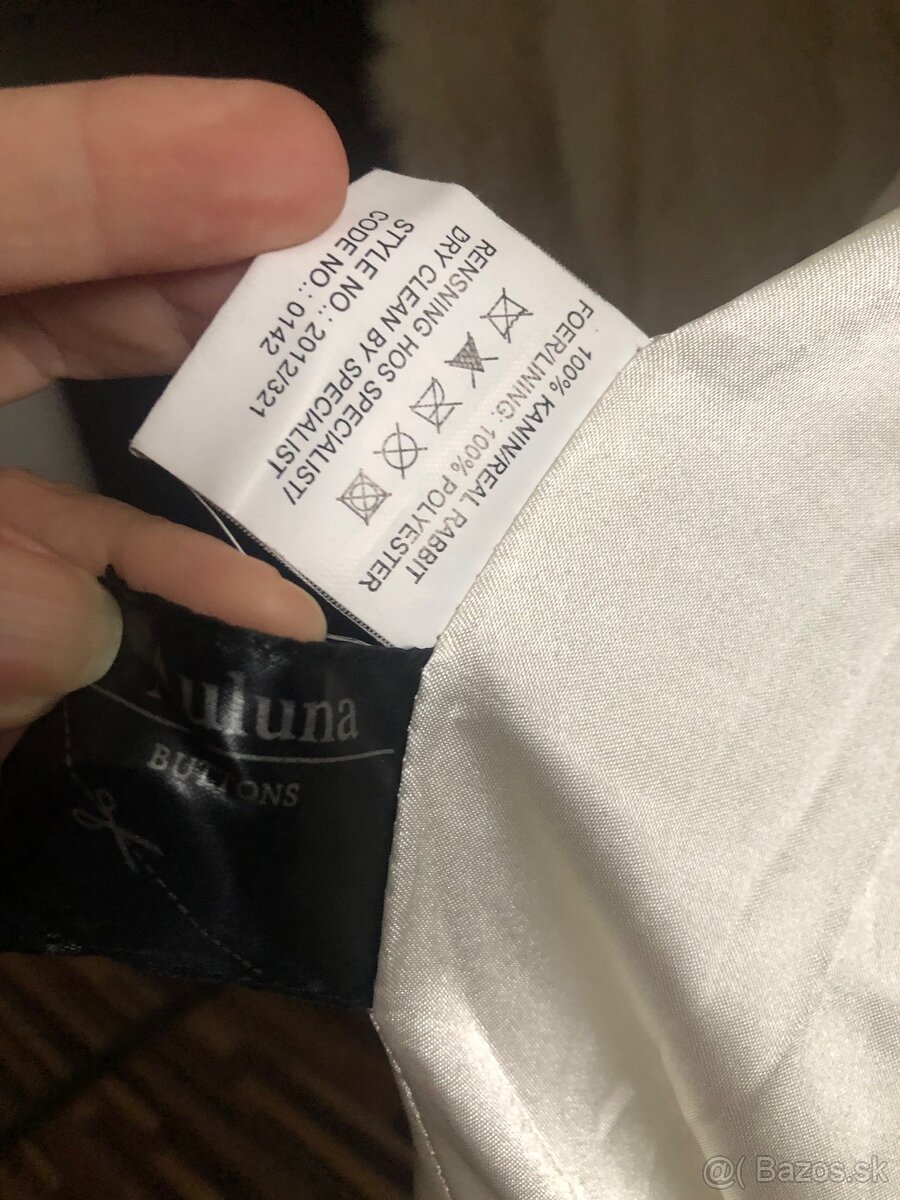 100% KANIN/REAL RABBIT
FOER/LINING: 100% POLYESTER
RENSNING HOS SPECIALIST/
DRY CLEAN BY SPECIALIST
STYLE NO.: 2012/321
CODE NO.: 0142
BUTTONS
@( Bazos.sk